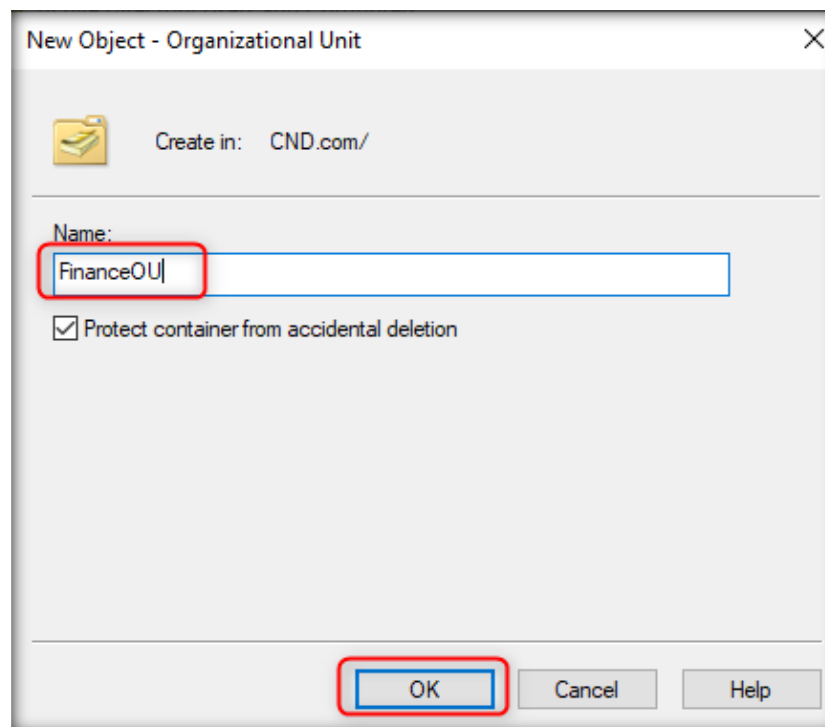 New Object - Organizational Unit
Create in: CND.com/
Name:
FinanceOU
Protect container from accidental deletion
OK Cancel Help